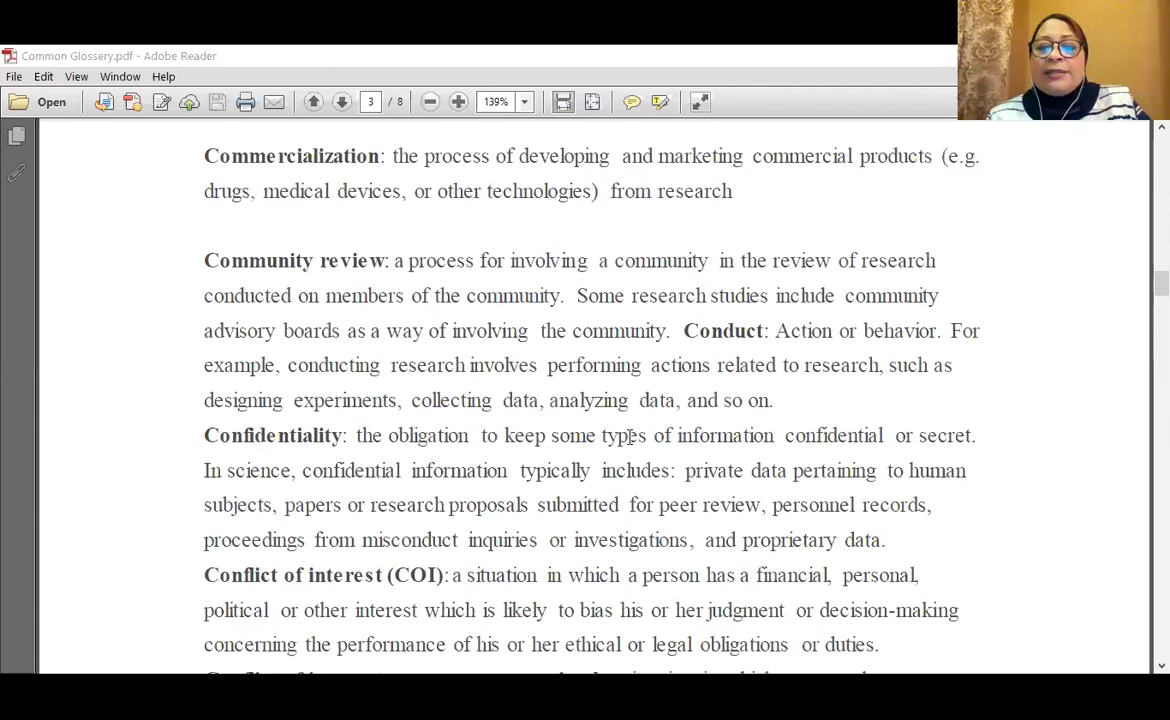 Common Glossery.pdf - Adobe Reader
File Edit View Window Help
Open 3 / 8 139%
Commercialization: the process of developing and marketing commercial products (e.g.
drugs, medical devices, or other technologies) from research
Community review: a process for involving a community in the review of research
conducted on members of the community. Some research studies include community
advisory boards as a way of involving the community. Conduct: Action or behavior. For
example, conducting research involves performing actions related to research, such as
designing experiments, collecting data, analyzing data, and so on.
Confidentiality: the obligation to keep some types of information confidential or secret.
In science, confidential information typically includes: private data pertaining to human
subjects, papers or research proposals submitted for peer review, personnel records,
proceedings from misconduct inquiries or investigations, and proprietary data.
Conflict of interest (COI): a situation in which a person has a financial, personal,
political or other interest which is likely to bias his or her judgment or decision-making
concerning the performance of his or her ethical or legal obligations or duties.